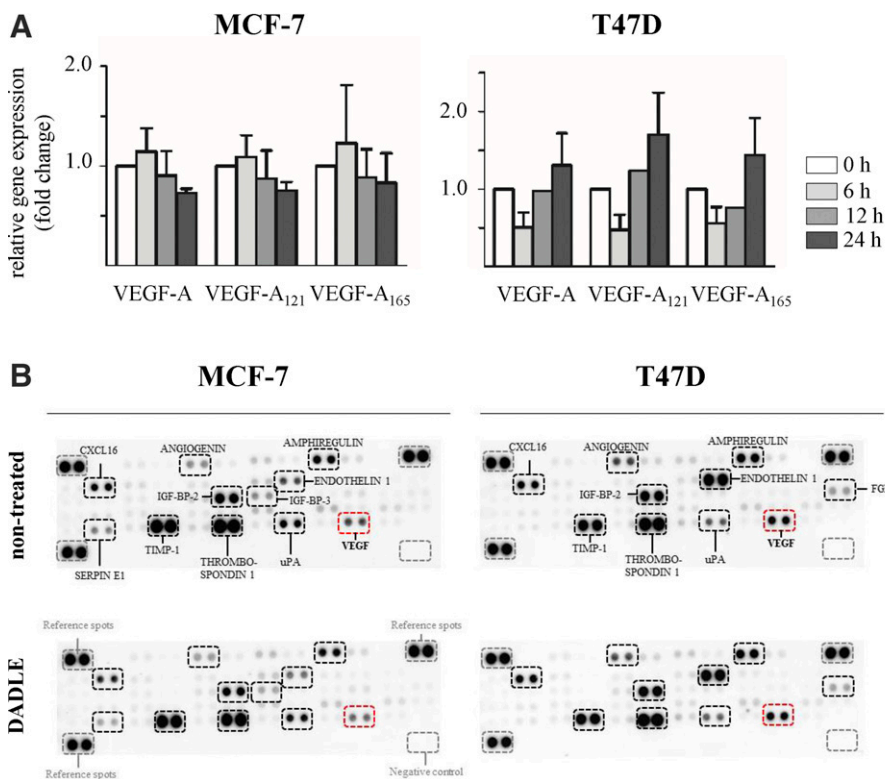 A
MCF-7
T47D
relative gene expression
(fold change)
2.0
1.0
2.0
1.0
0 h
6 h
12 h
24 h
VEGF-A
VEGF-A₁₂₁
VEGF-A₁₆₅
VEGF-A
VEGF-A₁₂₁
VEGF-A₁₆₅
B
MCF-7
T47D
non-treated
CXCL16
ANGIOGENIN
AMPHIREGULIN
ENDOTHELIN 1
IGF-BP-2
IGF-BP-3
SERPIN E1
TIMP-1
THROMBO-
SPONDIN 1
uPA
VEGF
CXCL16
ANGIOGENIN
AMPHIREGULIN
ENDOTHELIN 1
FG
IGF-BP-2
TIMP-1
THROMBO-
SPONDIN 1
uPA
VEGF
DADLE
Reference spots
Reference spots
Reference spots
Negative control